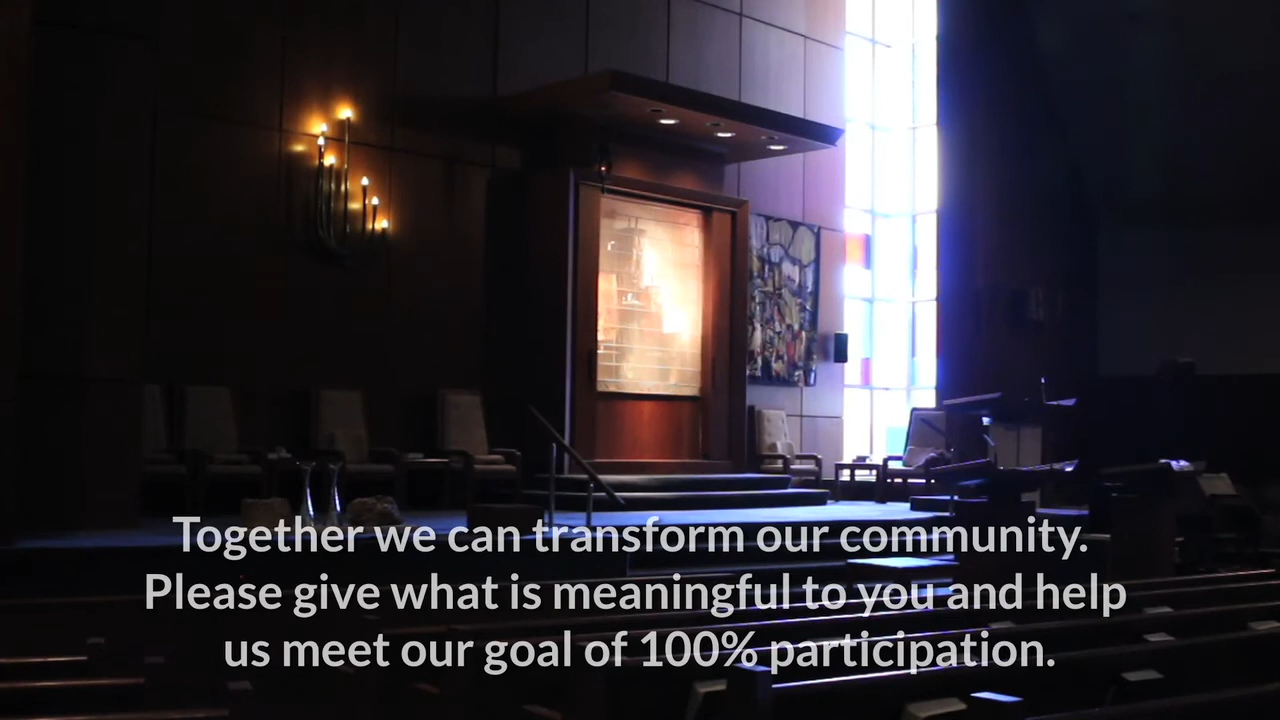 Together we can transform our community.
Please give what is meaningful to you and help
us meet our goal of 100% participation.